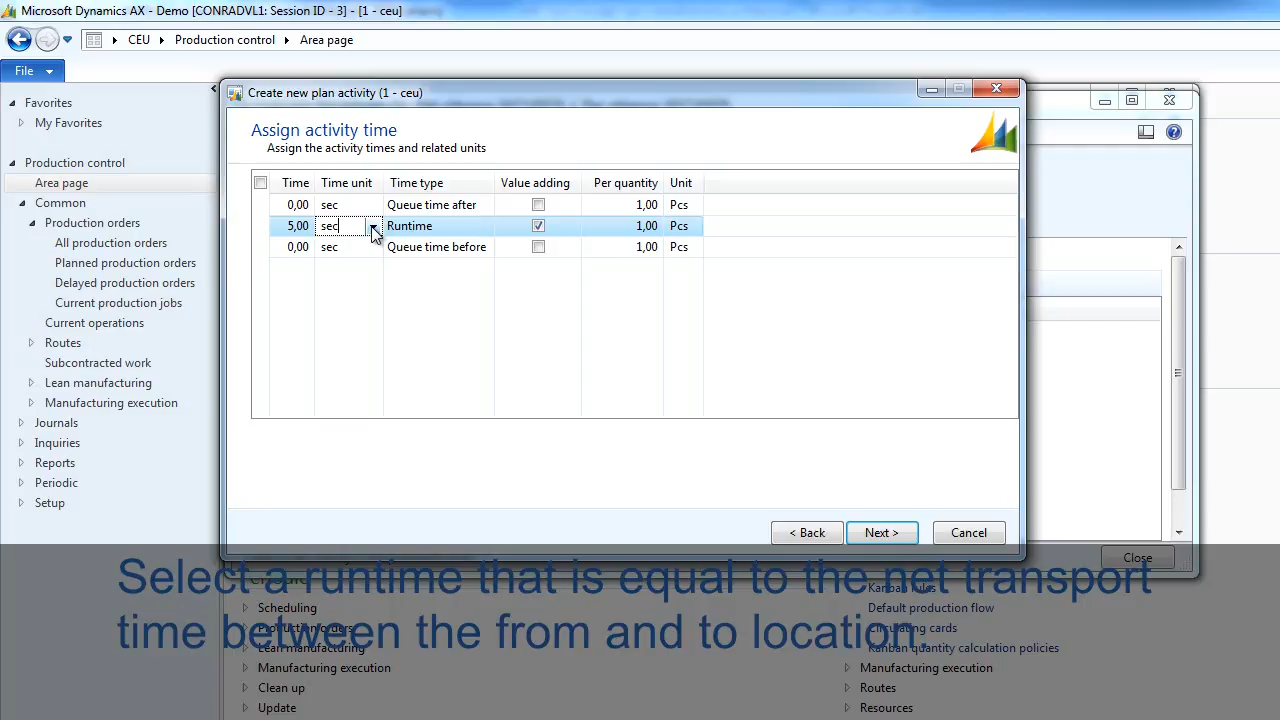 Microsoft Dynamics AX - Demo [CONRADVL1: Session ID - 3] - [1 - ceu]
CEU Production control Area page
File
Favorites
My Favorites
Production control
Area page
Common
Production orders
All production orders
Planned production orders
Delayed production orders
Current production jobs
Current operations
Routes
Subcontracted work
Lean manufacturing
Manufacturing execution
Journals
Inquiries
Reports
Periodic
Setup
Create new plan activity (1 - ceu)
Assign activity time
Assign the activity times and related units
Time Time unit Time type Value adding Per quantity Unit
0,00 sec Queue time after 1,00 Pcs
5,00 sec Runtime 1,00 Pcs
0,00 sec Queue time before 1,00 Pcs
< Back Next > Cancel
Close
Select a runtime that is equal to the net transport
time between the from and to location.
Periodic
Scheduling
Production orders
Lean manufacturing
Manufacturing execution
Clean up
Update
Kanban rules
Default production flow
Circulating cards
Kanban quantity calculation policies
Manufacturing execution
Routes
Resources